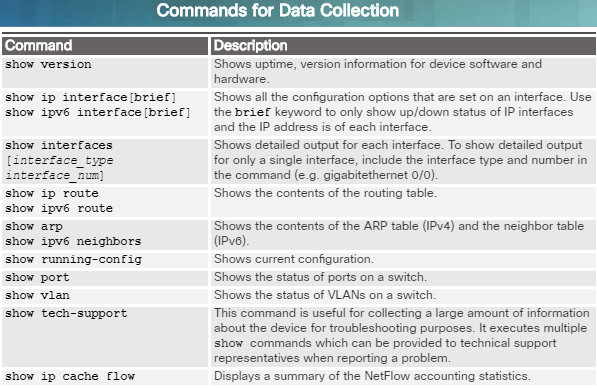 Commands for Data Collection
Command Description
show version Shows uptime, version information for device software and
hardware.
show ip interface[brief] Shows all the configuration options that are set on an interface. Use
show ipv6 interface[brief] the brief keyword to only show up/down status of IP interfaces
and the IP address is of each interface.
show interfaces Shows detailed output for each interface. To show detailed output
[interface_type for only a single interface, include the interface type and number in
interface_num] the command (e.g. gigabitethernet 0/0).
show ip route Shows the contents of the routing table.
show ipv6 route
show arp Shows the contents of the ARP table (IPv4) and the neighbor table
show ipv6 neighbors (IPv6).
show running-config Shows current configuration.
show port Shows the status of ports on a switch.
show vlan Shows the status of VLANs on a switch.
show tech-support This command is useful for collecting a large amount of information
about the device for troubleshooting purposes. It executes multiple
show commands which can be provided to technical support
representatives when reporting a problem.
show ip cache flow Displays a summary of the NetFlow accounting statistics.